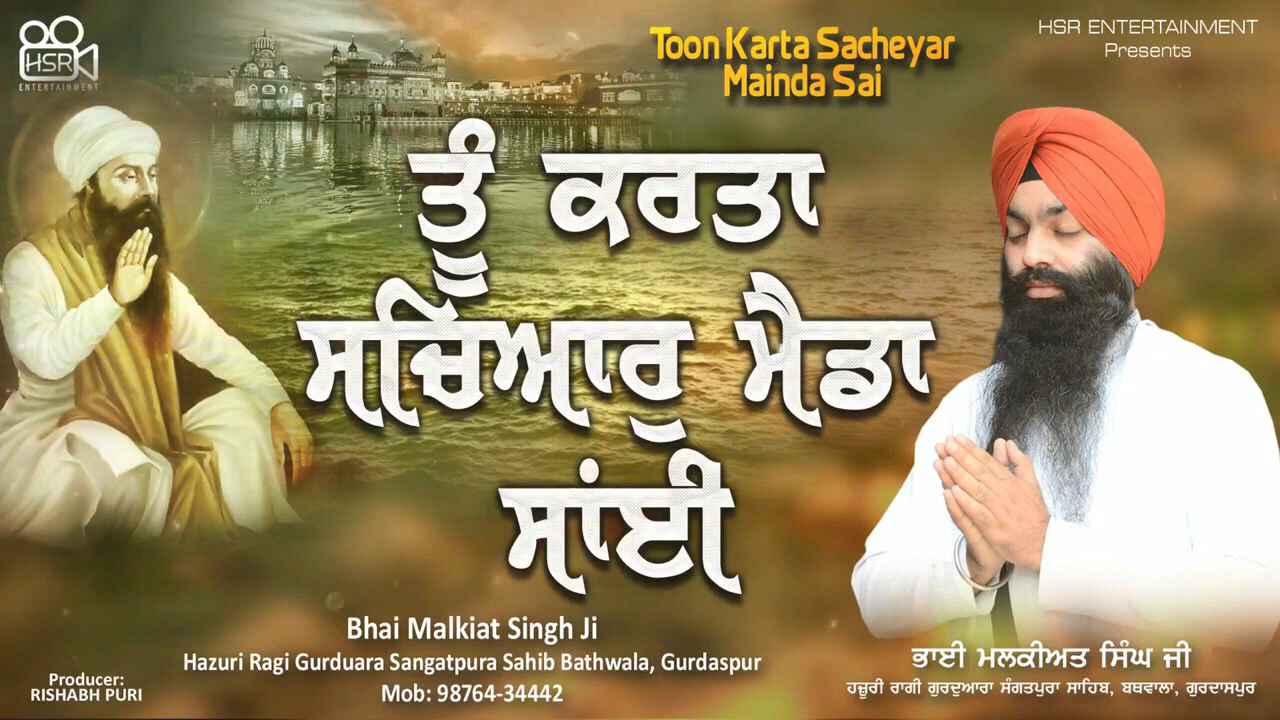 HSR
ENTERTAINMENT
Toon Karta Sacheyar
Mainda Sai
HSR ENTERTAINMENT
Presents
ਤੂੰ ਕਰਤਾ
ਸਚਿਆਰੁ ਮੈਡਾ
ਸਾਂਈ
Bhai Malkiat Singh Ji
Hazuri Ragi Gurduara Sangatpura Sahib Bathwala, Gurdaspur
Mob: 98764-34442
Producer:
RISHABH PURI
ਭਾਈ ਮਲਕੀਅਤ ਸਿੰਘ ਜੀ
ਹਜ਼ੂਰੀ ਰਾਗੀ ਗੁਰਦੁਆਰਾ ਸੰਗਤਪੁਰਾ ਸਾਹਿਬ, ਬਥਵਾਲਾ, ਗੁਰਦਾਸਪੁਰ